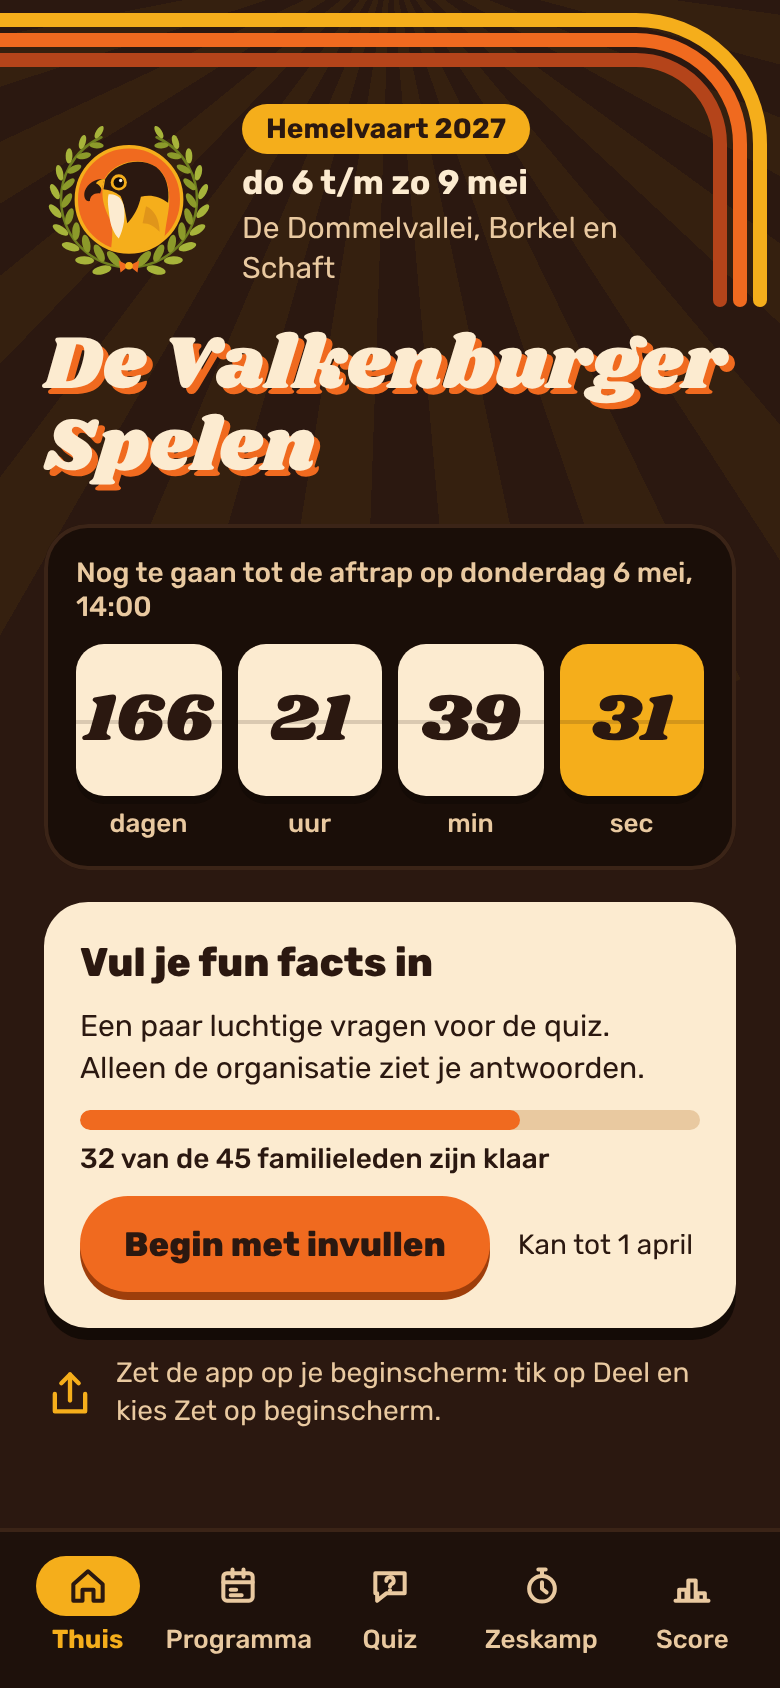 Hemelvaart 2027
do 6 t/m zo 9 mei
De Dommelvallei, Borkel en
Schaft
De Valkenburger
Spelen
Nog te gaan tot de aftrap op donderdag 6 mei,
14:00
166 21 39 31
dagen uur min sec
Vul je fun facts in
Een paar luchtige vragen voor de quiz.
Alleen de organisatie ziet je antwoorden.
32 van de 45 familieleden zijn klaar
Begin met invullen Kan tot 1 april
Zet de app op je beginscherm: tik op Deel en
kies Zet op beginscherm.
Thuis Programma Quiz Zeskamp Score